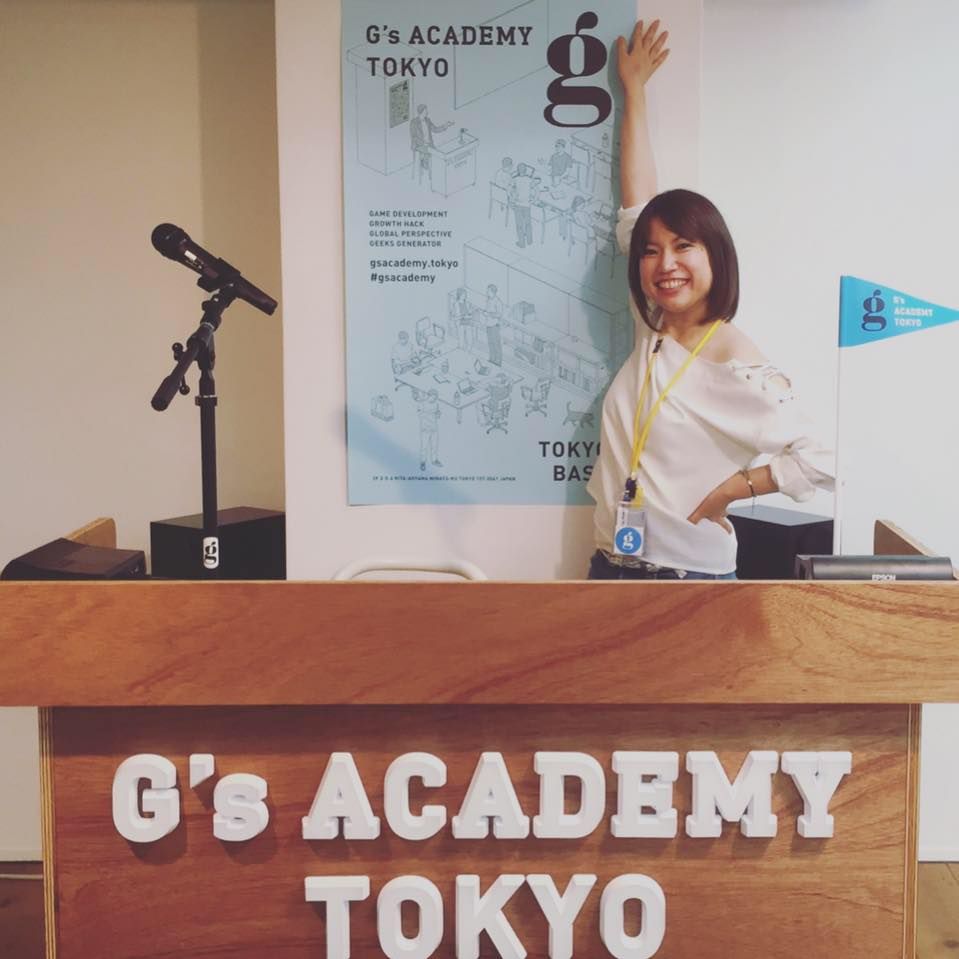 G's ACADEMY
TOKYO
g
GAME DEVELOPMENT
GROWTH HACK
GLOBAL PERSPECTIVE
GEEKS GENERATOR
gsacademy.tokyo
#gsacademy
g
G's
ACADEMY
TOKYO
TOKYO
BAS
g
g
EPSON
G's ACADEMY
TOKYO